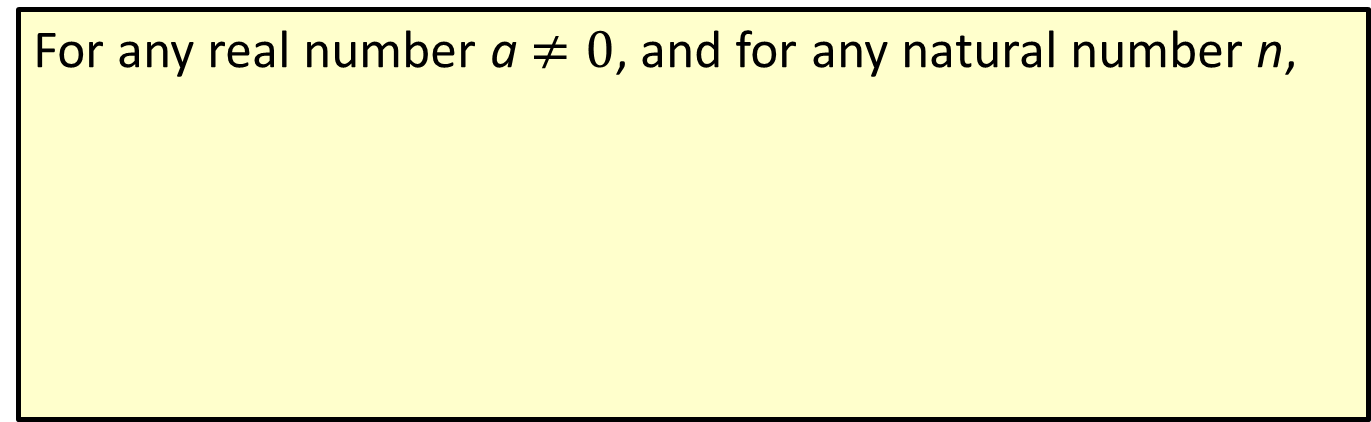 For any real number a ≠ 0, and for any natural number n,